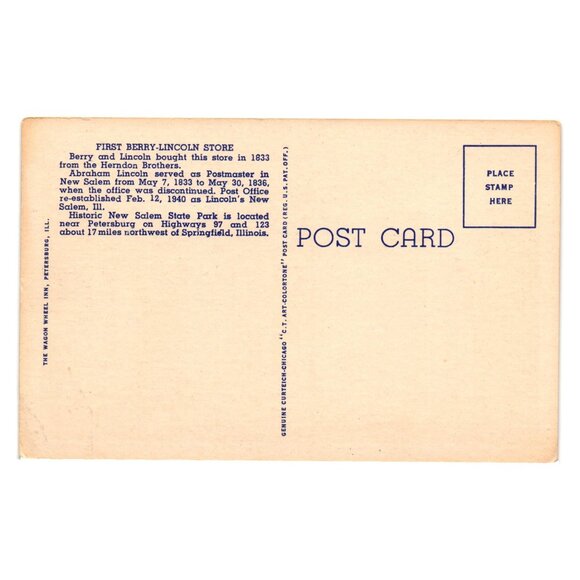 FIRST BERRY-LINCOLN STORE
Berry and Lincoln bought this store in 1833
from the Herndon Brothers.
Abraham Lincoln served as Postmaster in
New Salem from May 7, 1833 to May 30, 1836,
when the office was discontinued. Post Office
re-established Feb. 12, 1940 as Lincoln's New
Salem, Ill.
Historic New Salem State Park is located
near Petersburg on Highways 97 and 123
about 17 miles northwest of Springfield, Illinois.
THE WAGON WHEEL INN, PETERSBURG, ILL.
GENUINE CURTEICH-CHICAGO "C.T. ART-COLORTONE" POST CARD (REG. U.S. PAT. OFF.)
POST CARD
PLACE
STAMP
HERE